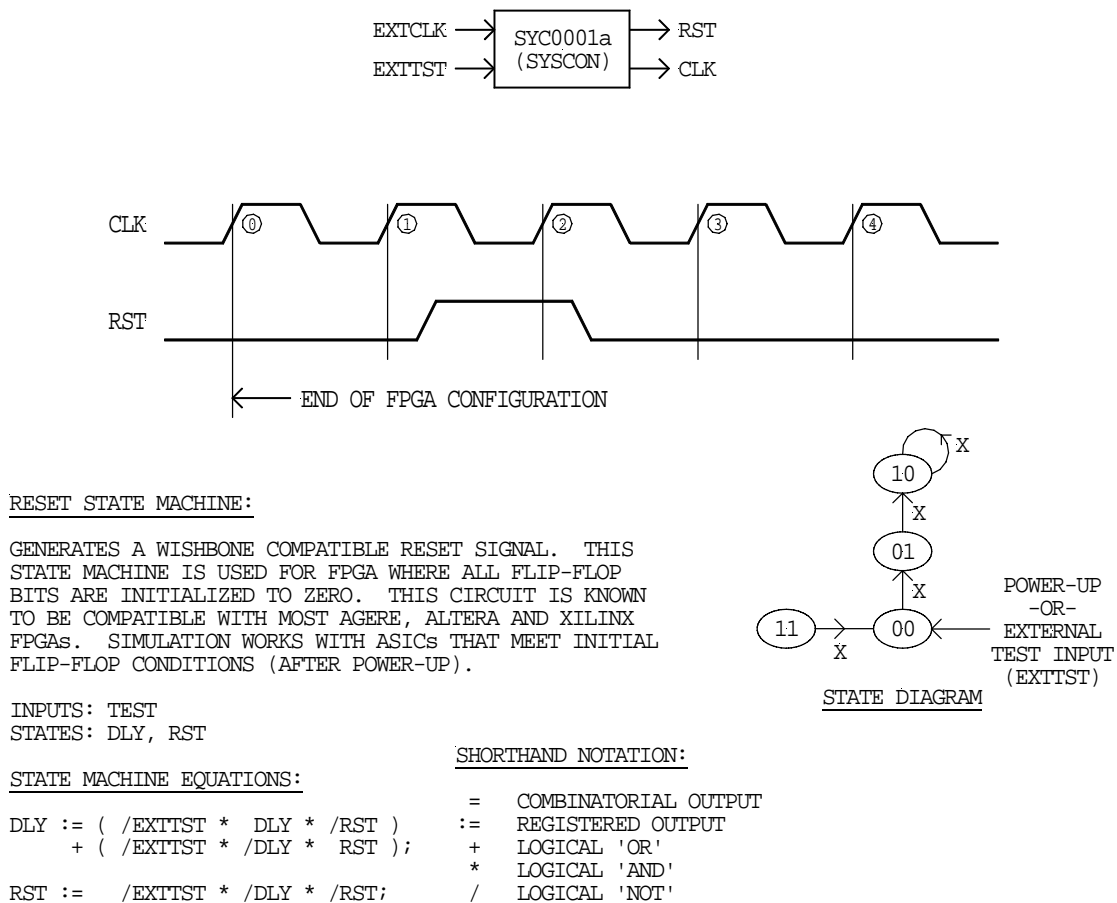 EXTCLK
EXTTST
SYC0001a
(SYSCON)
RST
CLK
CLK
0
1
2
3
4
RST
END OF FPGA CONFIGURATION
RESET STATE MACHINE:
GENERATES A WISHBONE COMPATIBLE RESET SIGNAL. THIS
STATE MACHINE IS USED FOR FPGA WHERE ALL FLIP-FLOP
BITS ARE INITIALIZED TO ZERO. THIS CIRCUIT IS KNOWN
TO BE COMPATIBLE WITH MOST AGERE, ALTERA AND XILINX
FPGAs. SIMULATION WORKS WITH ASICs THAT MEET INITIAL
FLIP-FLOP CONDITIONS (AFTER POWER-UP).
INPUTS: TEST
STATES: DLY, RST
STATE MACHINE EQUATIONS:
DLY := ( /EXTTST * DLY * /RST )
+ ( /EXTTST * /DLY * RST );
RST := /EXTTST * /DLY * /RST;
X
10
X
01
X
11
X
00
POWER-UP
-OR-
EXTERNAL
TEST INPUT
(EXTTST)
STATE DIAGRAM
SHORTHAND NOTATION:
= COMBINATORIAL OUTPUT
:= REGISTERED OUTPUT
+ LOGICAL 'OR'
* LOGICAL 'AND'
/ LOGICAL 'NOT'